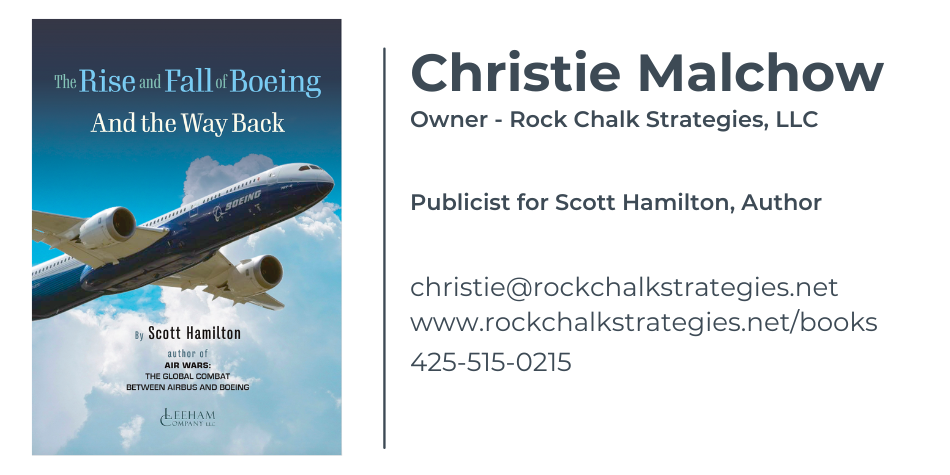 The Rise and Fall of Boeing
And the Way Back
BOEING
By Scott Hamilton
author of
AIR WARS:
THE GLOBAL COMBAT
BETWEEN AIRBUS AND BOEING
LEEHAM
COMPANY LLC
Christie Malchow
Owner - Rock Chalk Strategies, LLC
Publicist for Scott Hamilton, Author
christie@rockchalkstrategies.net
www.rockchalkstrategies.net/books
425-515-0215